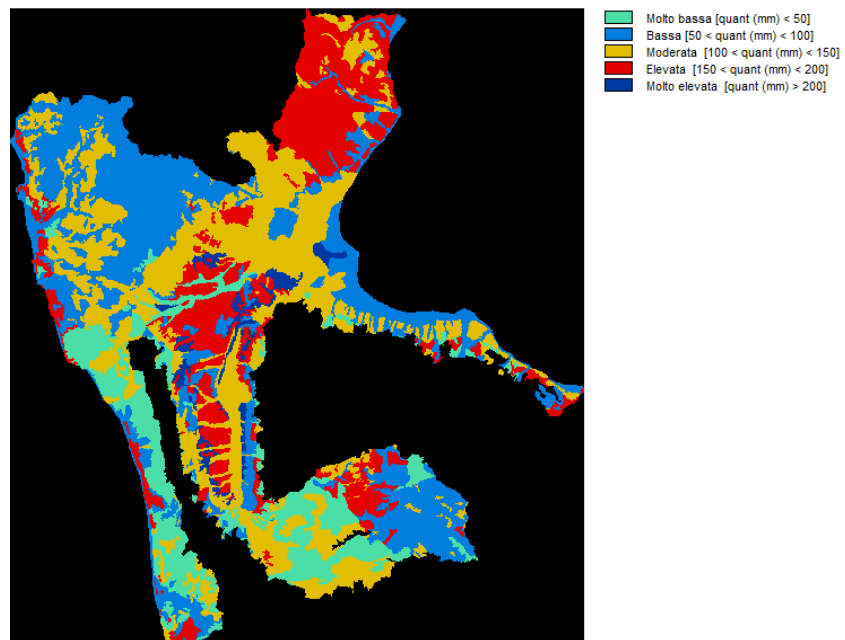 Molto bassa [quant (mm) < 50]
Bassa [50 < quant (mm) < 100]
Moderata [100 < quant (mm) < 150]
Elevata [150 < quant (mm) < 200]
Molto elevata [quant (mm) > 200]